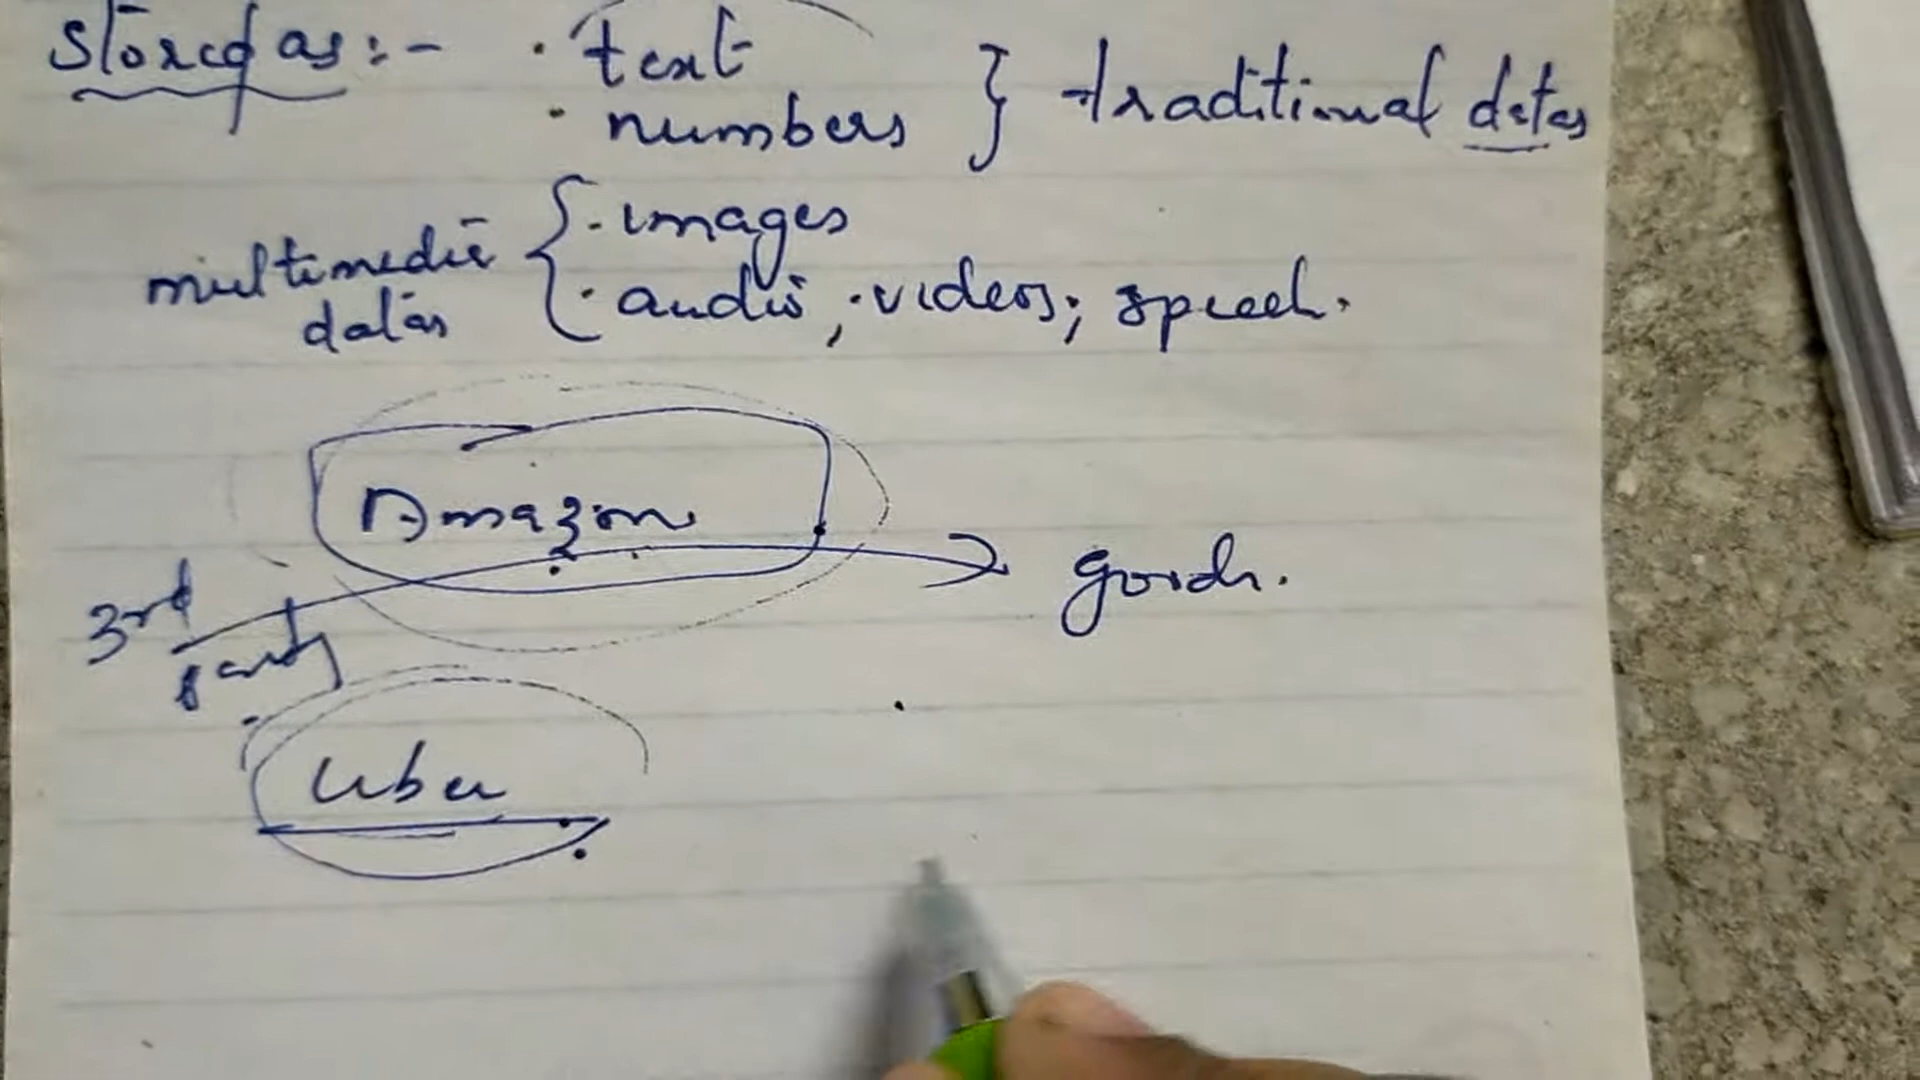 Stored as :- · text
· numbers } traditional datas
multimedia datas { · images
· audio, · videos; speech.
Amazon
3rd party → goods.
Uber